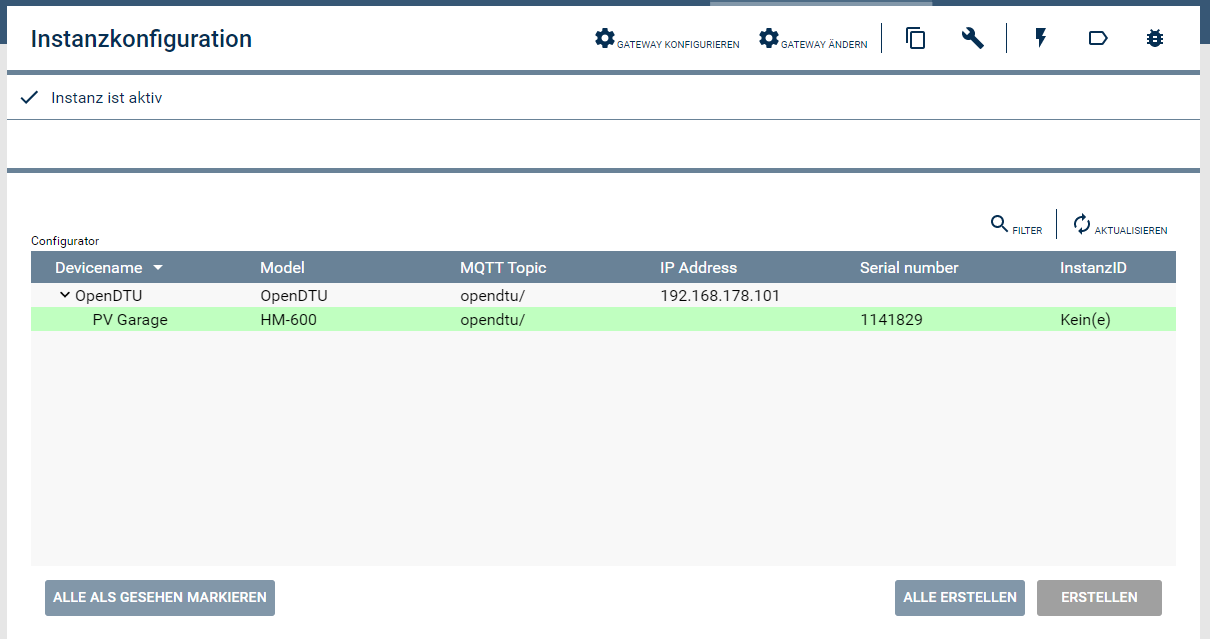 Instanzkonfiguration GATEWAY KONFIGURIEREN GATEWAY ÄNDERN
Instanz ist aktiv
FILTER AKTUALISIEREN
Configurator
Devicename Model MQTT Topic IP Address Serial number InstanzID
OpenDTU OpenDTU opendtu/ 192.168.178.101
PV Garage HM-600 opendtu/ 1141829 Kein(e)
ALLE ALS GESEHEN MARKIEREN ALLE ERSTELLEN ERSTELLEN